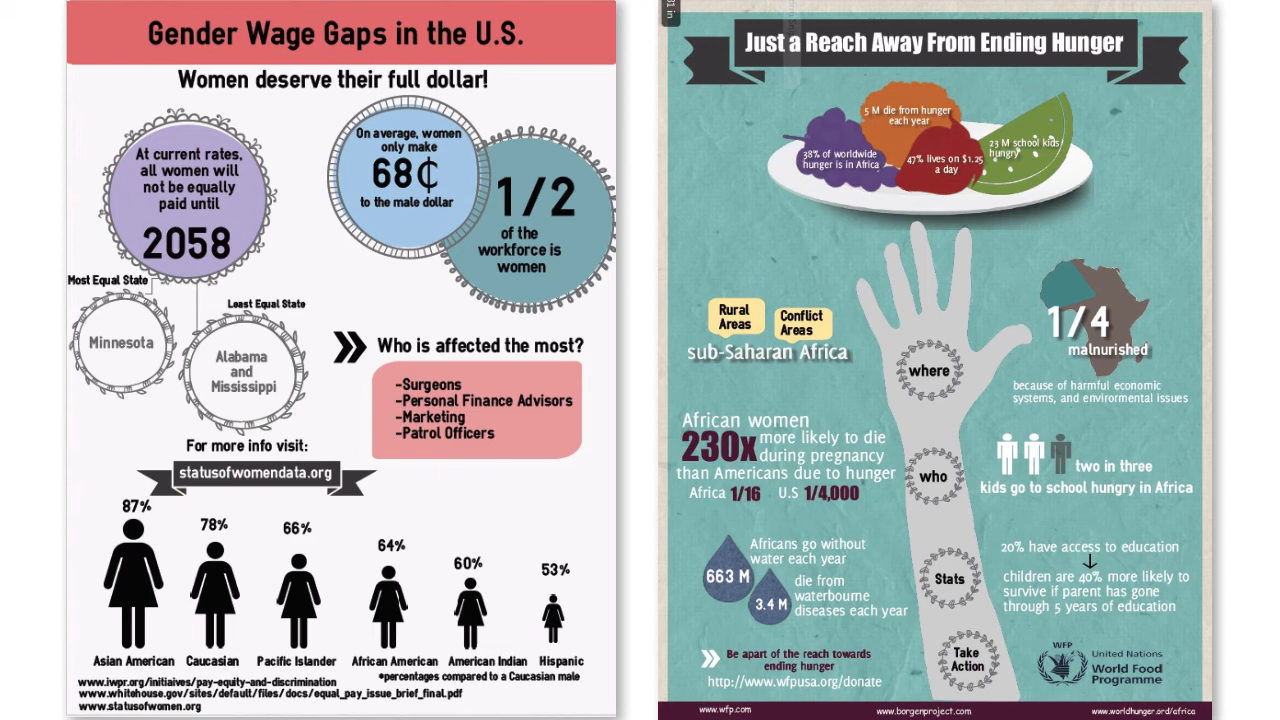 Gender Wage Gaps in the U.S.
Women deserve their full dollar!
At current rates,
all women will
not be equally
paid until
2058
On average, women
only make
68¢
to the male dollar
1/2
of the
workforce is
women
Most Equal State
Minnesota
Least Equal State
Alabama
and
Mississippi
Who is affected the most?
-Surgeons
-Personal Finance Advisors
-Marketing
-Patrol Officers
For more info visit:
statusofwomendata.org
87%
78%
66%
64%
60%
53%
Asian American
Caucasian
Pacific Islander
African American
American Indian
Hispanic
*percentages compared to a Caucasian male
www.iwpr.org/initiaives/pay-equity-and-discrimination
www.whitehouse.gov/sites/default/files/docs/equal_pay_issue_brief_final.pdf
www.statusofwomen.org
Just a Reach Away From Ending Hunger
5 M die from hunger
each year
38% of worldwide
hunger is in Africa
47% lives on $1.25
a day
23 M school kids
hungry
Rural
Areas
Conflict
Areas
sub-Saharan Africa
where
1/4
malnurished
because of harmful economic
systems, and envirormental issues
African women
230x more likely to die
during pregnancy
than Americans due to hunger
Africa 1/16 U.S 1/4,000
who
two in three
kids go to school hungry in Africa
Africans go without
water each year
663 M
3.4 M
die from
waterbourne
diseases each year
Stats
20% have access to education
children are 40% more likely to
survive if parent has gone
through 5 years of education
Be apart of the reach towards
ending hunger
http://www.wfpusa.org/donate
Take
Action
WFP
United Nations
World Food
Programme
www.wfp.com
www.borgenproject.com
www.worldhunger.org/africa